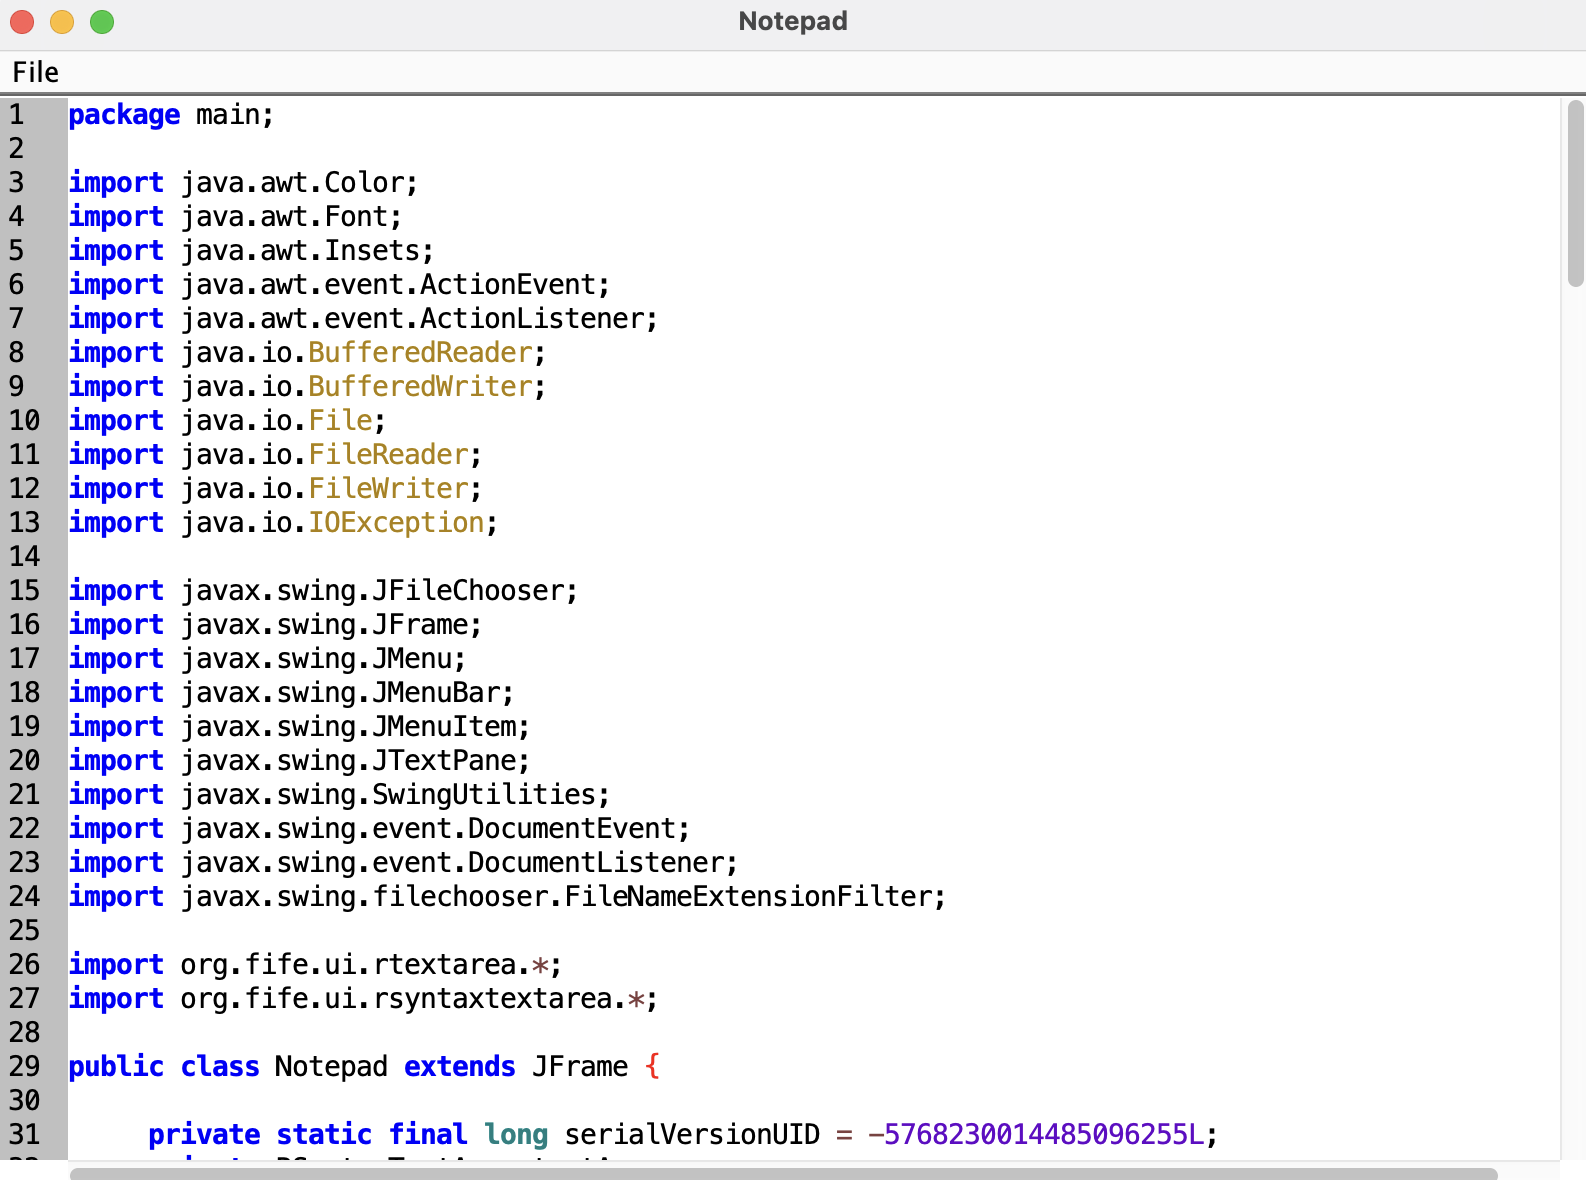 Notepad
File
1 package main;
2
3 import java.awt.Color;
4 import java.awt.Font;
5 import java.awt.Insets;
6 import java.awt.event.ActionEvent;
7 import java.awt.event.ActionListener;
8 import java.io.BufferedReader;
9 import java.io.BufferedWriter;
10 import java.io.File;
11 import java.io.FileReader;
12 import java.io.FileWriter;
13 import java.io.IOException;
14
15 import javax.swing.JFileChooser;
16 import javax.swing.JFrame;
17 import javax.swing.JMenu;
18 import javax.swing.JMenuBar;
19 import javax.swing.JMenuItem;
20 import javax.swing.JTextPane;
21 import javax.swing.SwingUtilities;
22 import javax.swing.event.DocumentEvent;
23 import javax.swing.event.DocumentListener;
24 import javax.swing.filechooser.FileNameExtensionFilter;
25
26 import org.fife.ui.rtextarea.*;
27 import org.fife.ui.rsyntaxtextarea.*;
28
29 public class Notepad extends JFrame {
30
31 private static final long serialVersionUID = -5768230014485096255L;